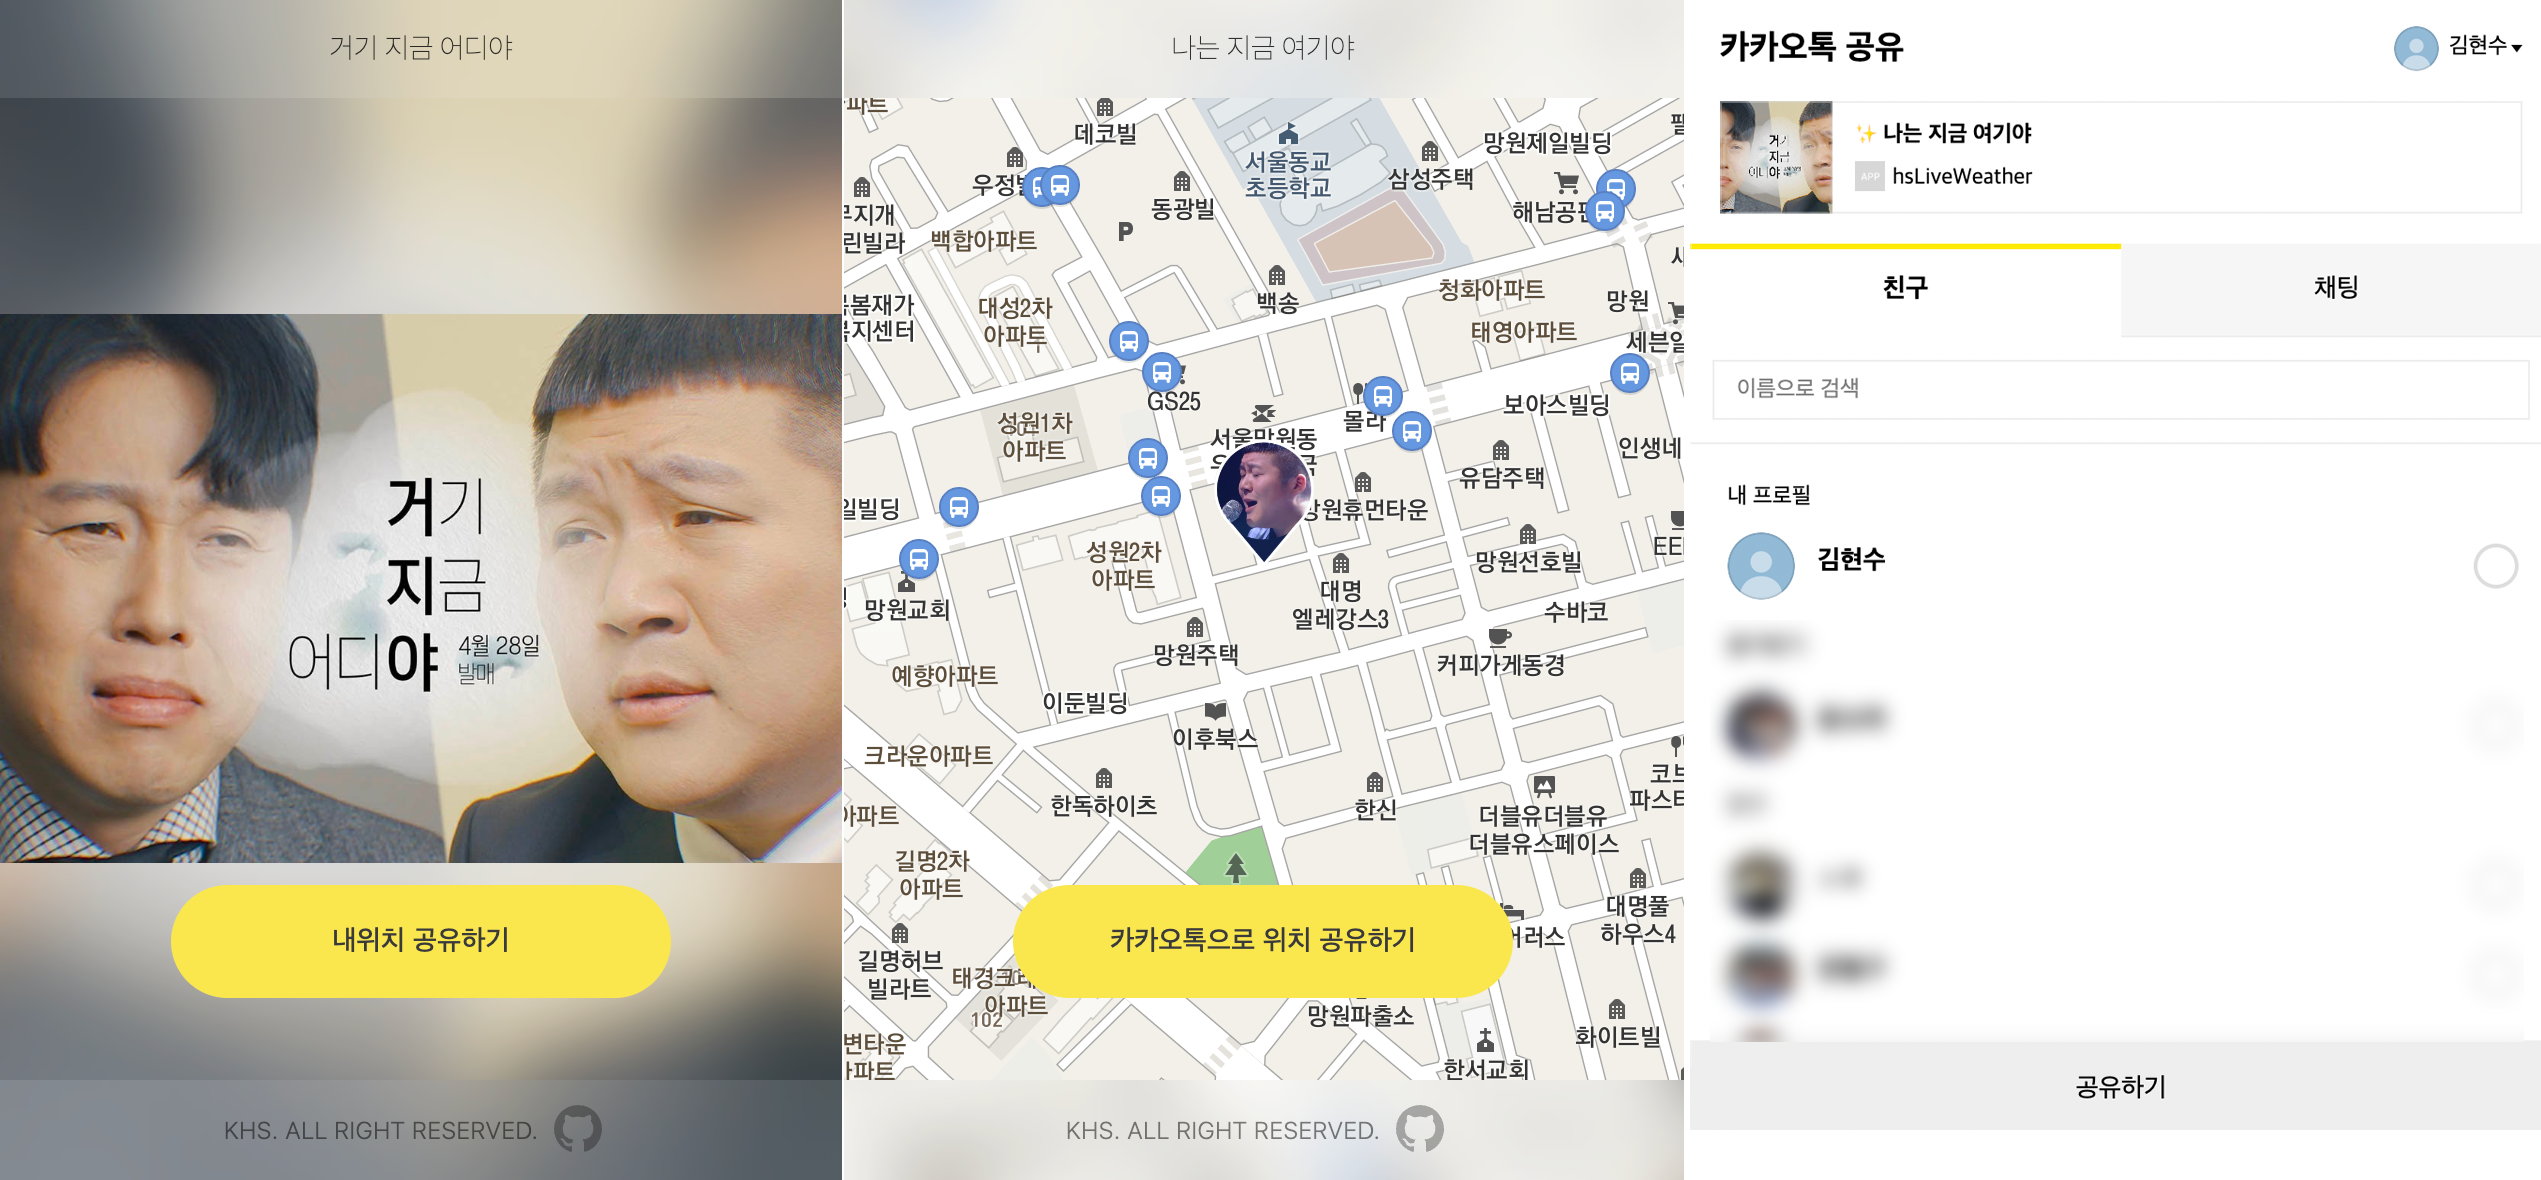 거기 지금 어디야
거기
지금
어디야
4월 28일
발매
내위치 공유하기
KHS. ALL RIGHT RESERVED.
나는 지금 여기야
데코빌
서울동교
초등학교
망원제일빌딩
삼성주택
동광빌
백합아파트
린빌라
P
해남공판
대성2차
아파트
백송
청화아파트
태영아파트
망원
GS25
성원1차
아파트
서울망원동
몰라
보아스빌딩
인생네
유담주택
일빌딩
망원휴먼타운
성원2차
아파트
망원선호빌
망원교회
대명
엘레강스3
수바코
망원주택
커피가게동경
예향아파트
이둔빌딩
이후북스
크라운아파트
한독하이츠
한신
더블유더블유
더블유스페이스
길명2차
아파트
대명풀
하우스4
길명허브
빌라트
아파트
102
카카오톡으로 위치 공유하기
망원파출소
화이트빌
한서교회
KHS. ALL RIGHT RESERVED.
카카오톡 공유
김현수
거기
지금
어디야
✨ 나는 지금 여기야
APP
hsLiveWeather
친구
채팅
이름으로 검색
내 프로필
김현수
공유하기